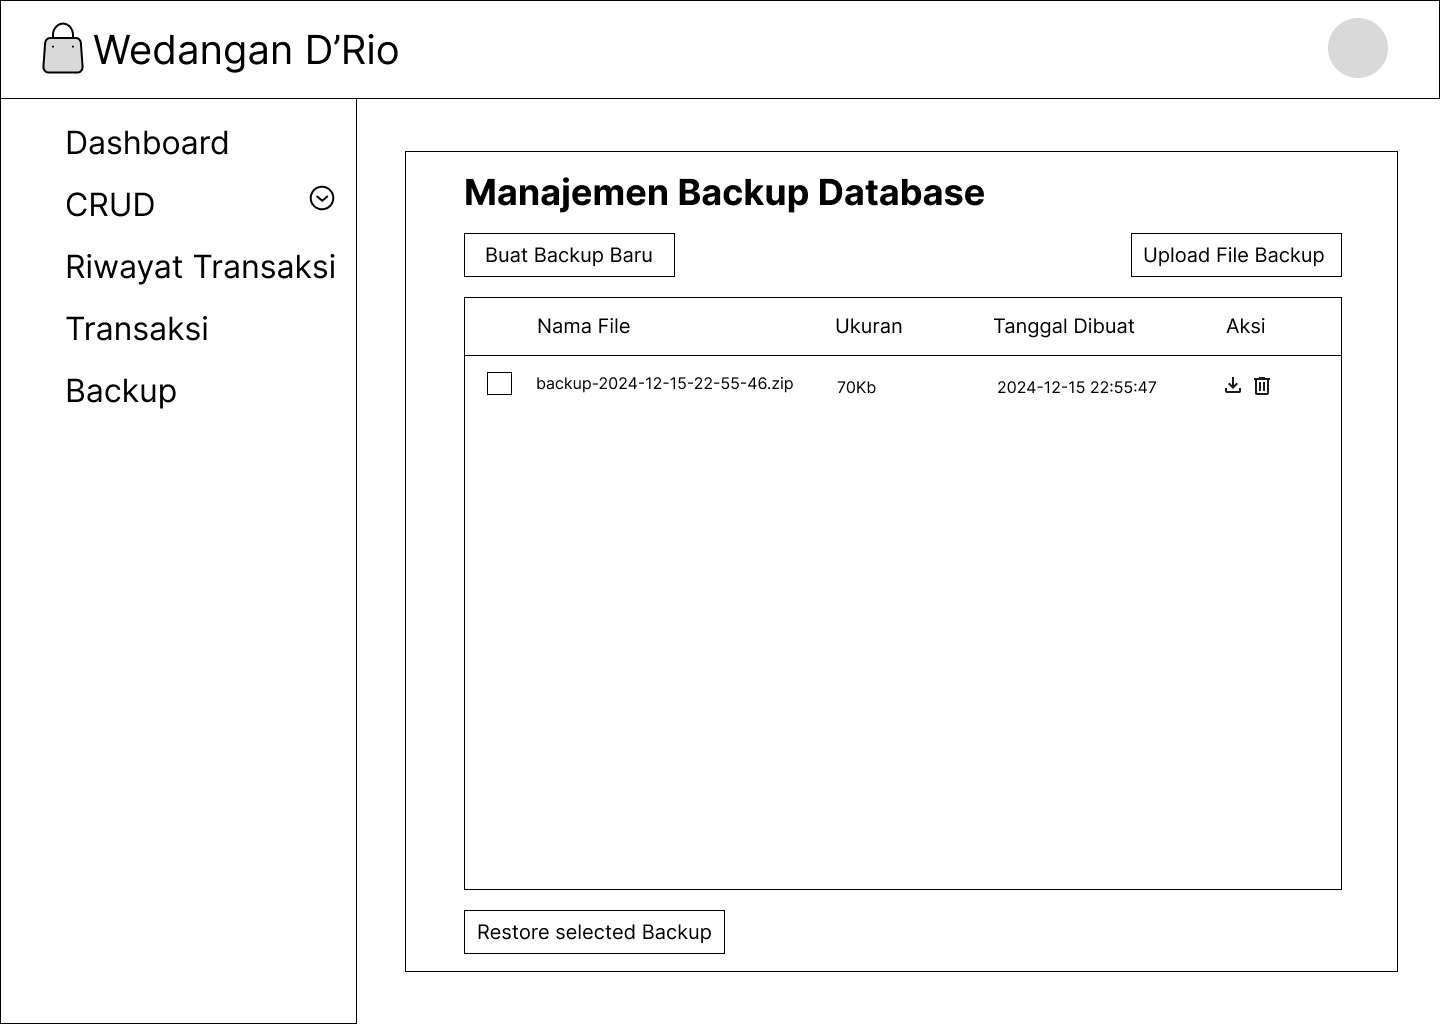 Wedangan D’Rio
Dashboard
CRUD
Riwayat Transaksi
Transaksi
Backup
Manajemen Backup Database
Buat Backup Baru
Upload File Backup
Nama File Ukuran Tanggal Dibuat Aksi
backup-2024-12-15-22-55-46.zip 70Kb 2024-12-15 22:55:47
Restore selected Backup